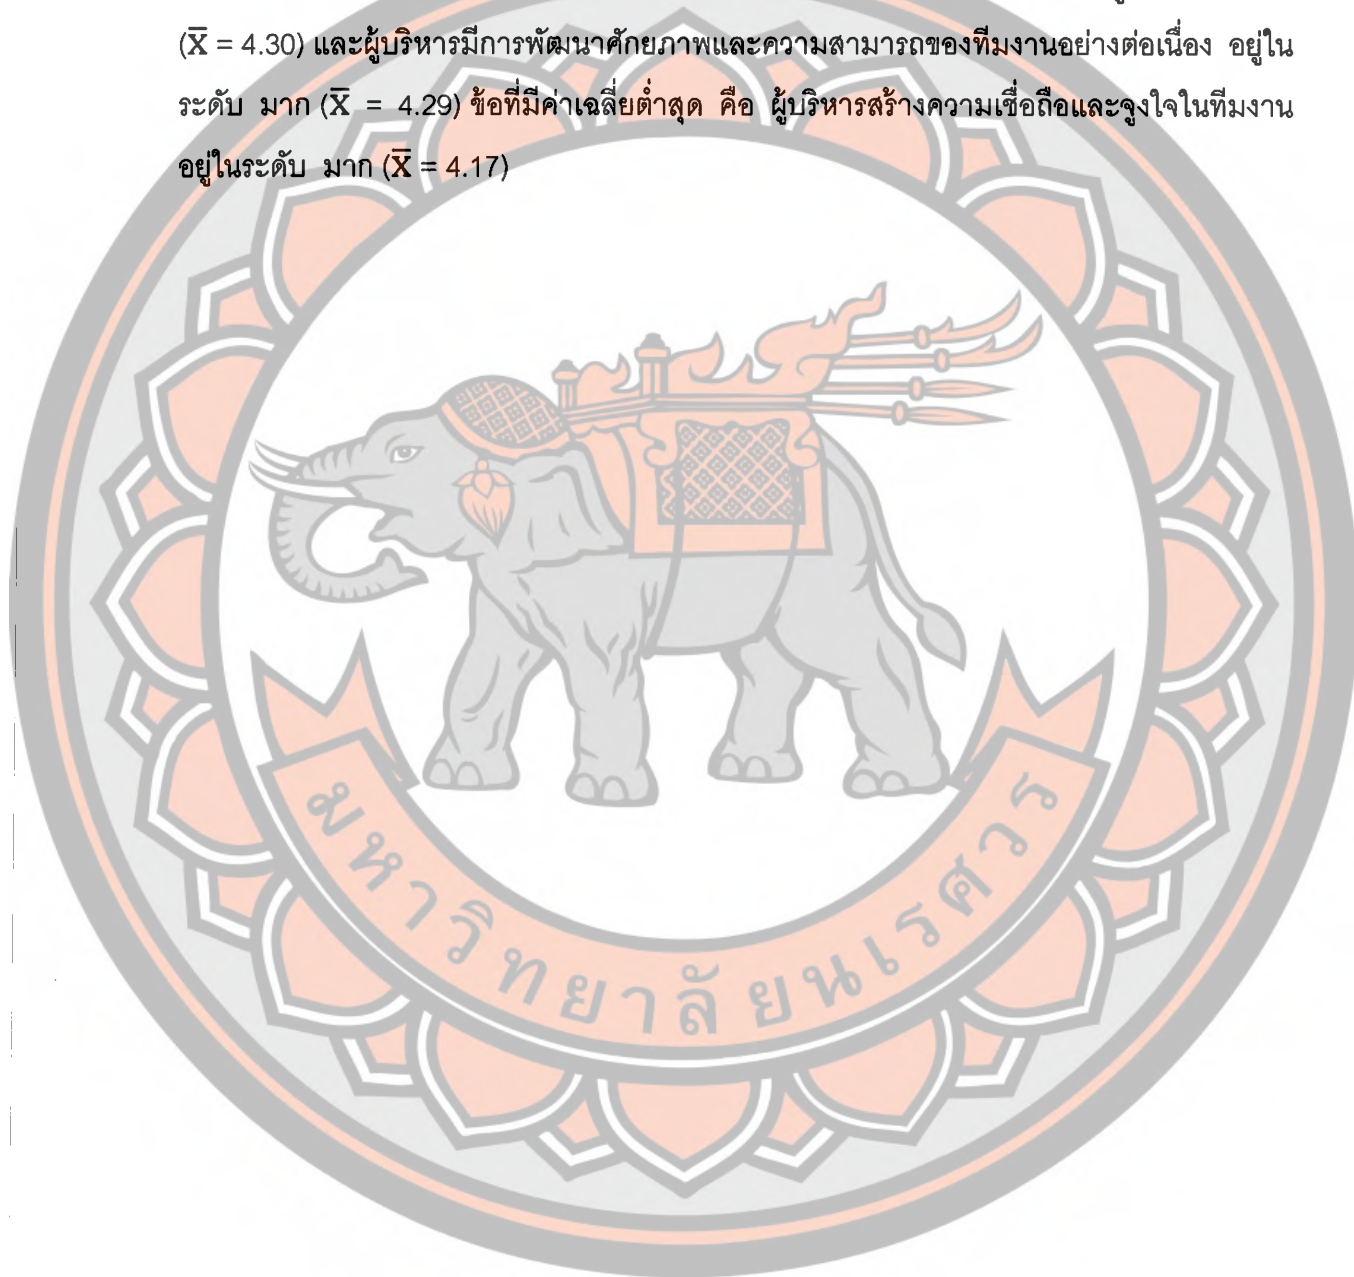 (X̅ = 4.30) และผู้บริหารมีการพัฒนาศักยภาพและความสามารถของทีมงานอย่างต่อเนื่อง อยู่ใน
ระดับ มาก (X̅ = 4.29) ข้อที่มีค่าเฉลี่ยต่ำสุด คือ ผู้บริหารสร้างความเชื่อถือและจูงใจในทีมงาน
อยู่ในระดับ มาก (X̅ = 4.17)
มหาวิทยาลัยนเรศวร